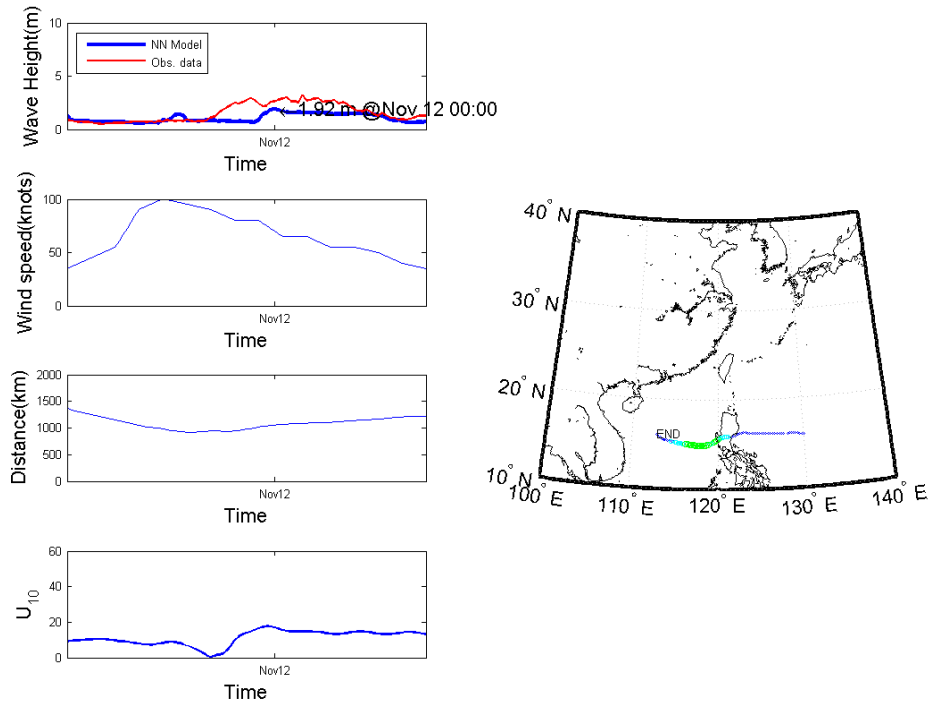 Wave Height(m)
10
5
0
NN Model
Obs. data
1.92 m @Nov 12 00:00
Nov12
Time
Wind speed(knots)
100
50
0
Nov12
Time
Distance(km)
2000
1500
1000
500
0
Nov12
Time
U10
60
40
20
0
Nov12
Time
40° N
30° N
20° N
10° N
END
100° E
110° E
120° E
130° E
140° E